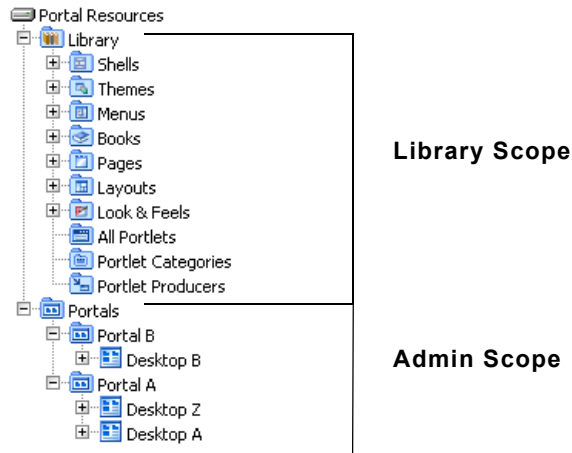 Portal Resources
Library
Shells
Themes
Menus
Books
Pages
Layouts
Look & Feels
All Portlets
Portlet Categories
Portlet Producers
Portals
Portal B
Desktop B
Portal A
Desktop Z
Desktop A
Library Scope
Admin Scope